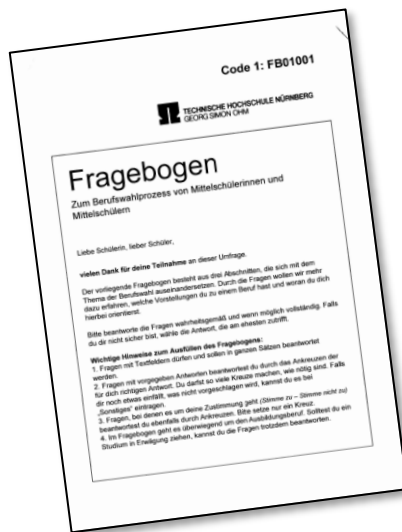 Code 1: FB01001
TECHNISCHE HOCHSCHULE NÜRNBERG
GEORG SIMON OHM
Fragebogen
Zum Berufswahlprozess von Mittelschülerinnen und
Mittelschülern
Liebe Schülerin, lieber Schüler,
vielen Dank für deine Teilnahme an dieser Umfrage.
Der vorliegende Fragebogen besteht aus drei Abschnitten, die sich mit dem
Thema der Berufswahl auseinandersetzen. Durch die Fragen wollen wir mehr
dazu erfahren, welche Vorstellungen du zu einem Beruf hast und woran du dich
hierbei orientierst.
Bitte beantworte die Fragen wahrheitsgemäß und wenn möglich vollständig. Falls
du dir nicht sicher bist, wähle die Antwort, die am ehesten zutrifft.
Wichtige Hinweise zum Ausfüllen des Fragebogens:
1. Fragen mit Textfeldern dürfen und sollen in ganzen Sätzen beantwortet
werden.
2. Fragen mit vorgegeben Antworten beantwortest du durch das Ankreuzen der
für dich richtigen Antwort. Du darfst so viele Kreuze machen, wie nötig sind. Falls
dir noch etwas einfällt, was nicht vorgeschlagen wird, kannst du es bei
„Sonstiges" eintragen.
3. Fragen, bei denen es um deine Zustimmung geht (Stimme zu – Stimme nicht zu)
beantwortest du ebenfalls durch Ankreuzen. Bitte setze nur ein Kreuz.
4. Im Fragebogen geht es überwiegend um den Ausbildungsberuf. Solltest du ein
Studium in Erwägung ziehen, kannst du die Fragen trotzdem beantworten.